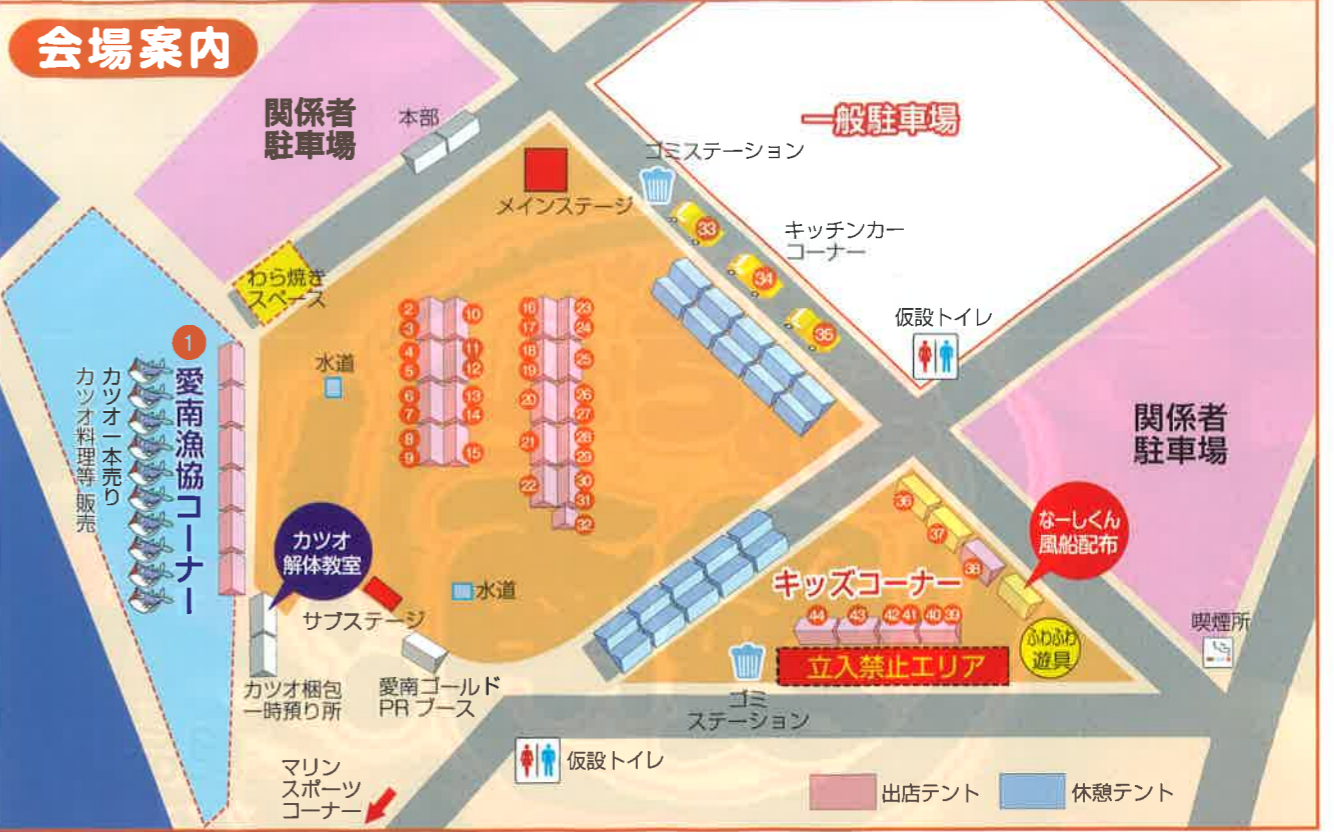 会場案内
関係者
駐車場
本部
一般駐車場
ゴミステーション
メインステージ
33
キッチンカー
コーナー
34
35
わら焼き
スペース
仮設トイレ
水道
2
3
4
5
6
7
8
9
10
11
12
13
14
15
16
17
18
19
20
21
22
23
24
25
26
27
28
29
30
31
32
1
愛南漁協コーナー
カツオ一本売り
カツオ料理等 販売
関係者
駐車場
カツオ
解体教室
サブステージ
水道
カツオ梱包
一時預り所
愛南ゴールド
PR ブース
36
37
38
なーしくん
風船配布
キッズコーナー
44
43
42
41
40
39
ふわふわ
遊具
立入禁止エリア
ゴミ
ステーション
喫煙所
仮設トイレ
マリン
スポーツ
コーナー
出店テント
休憩テント